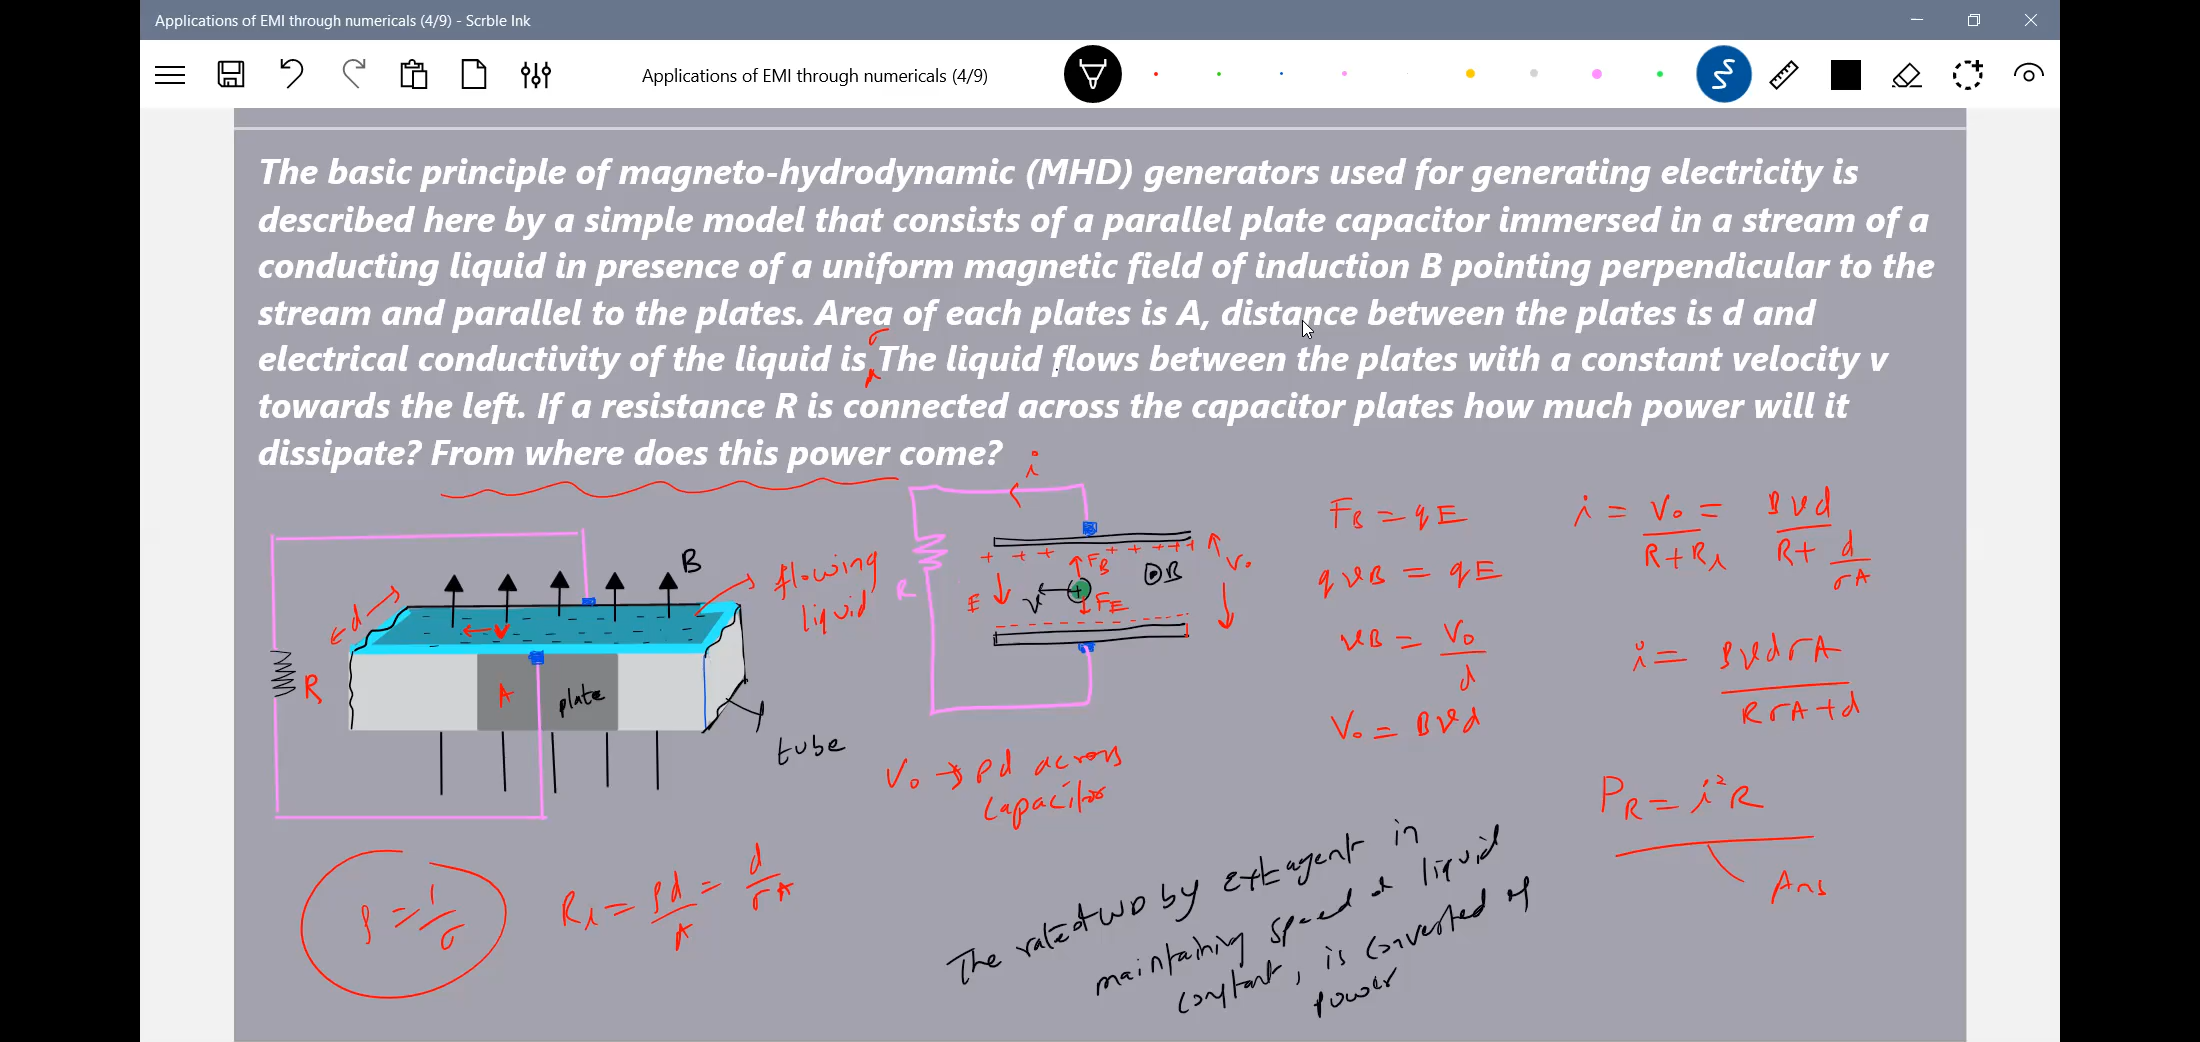 Applications of EMI through numericals (4/9) - Scrble Ink
Applications of EMI through numericals (4/9)
The basic principle of magneto-hydrodynamic (MHD) generators used for generating electricity is
described here by a simple model that consists of a parallel plate capacitor immersed in a stream of a
conducting liquid in presence of a uniform magnetic field of induction B pointing perpendicular to the
stream and parallel to the plates. Area of each plates is A, distance between the plates is d and
σ
electrical conductivity of the liquid is The liquid flows between the plates with a constant velocity v
towards the left. If a resistance R is connected across the capacitor plates how much power will it
dissipate? From where does this power come?
B
flowing
liquid
d
v
R
A
plate
tube
i
R
+ + + + + + + +
F_B
⊙B
V₀
E
v
+
F_E
V₀ → pd across
capacitor
F_B = qE
qvB = qE
vB = V₀/d
V₀ = Bvd
i = V₀/(R+R_l) = Bvd/(R + d/σA)
i = BvdσA/(RσA+d)
P_R = i²R
Ans
ρ = 1/σ
R_l = ρd/A = d/σA
The rate of WD by ext agent in
maintaining speed of liquid
constant, is converted of
power